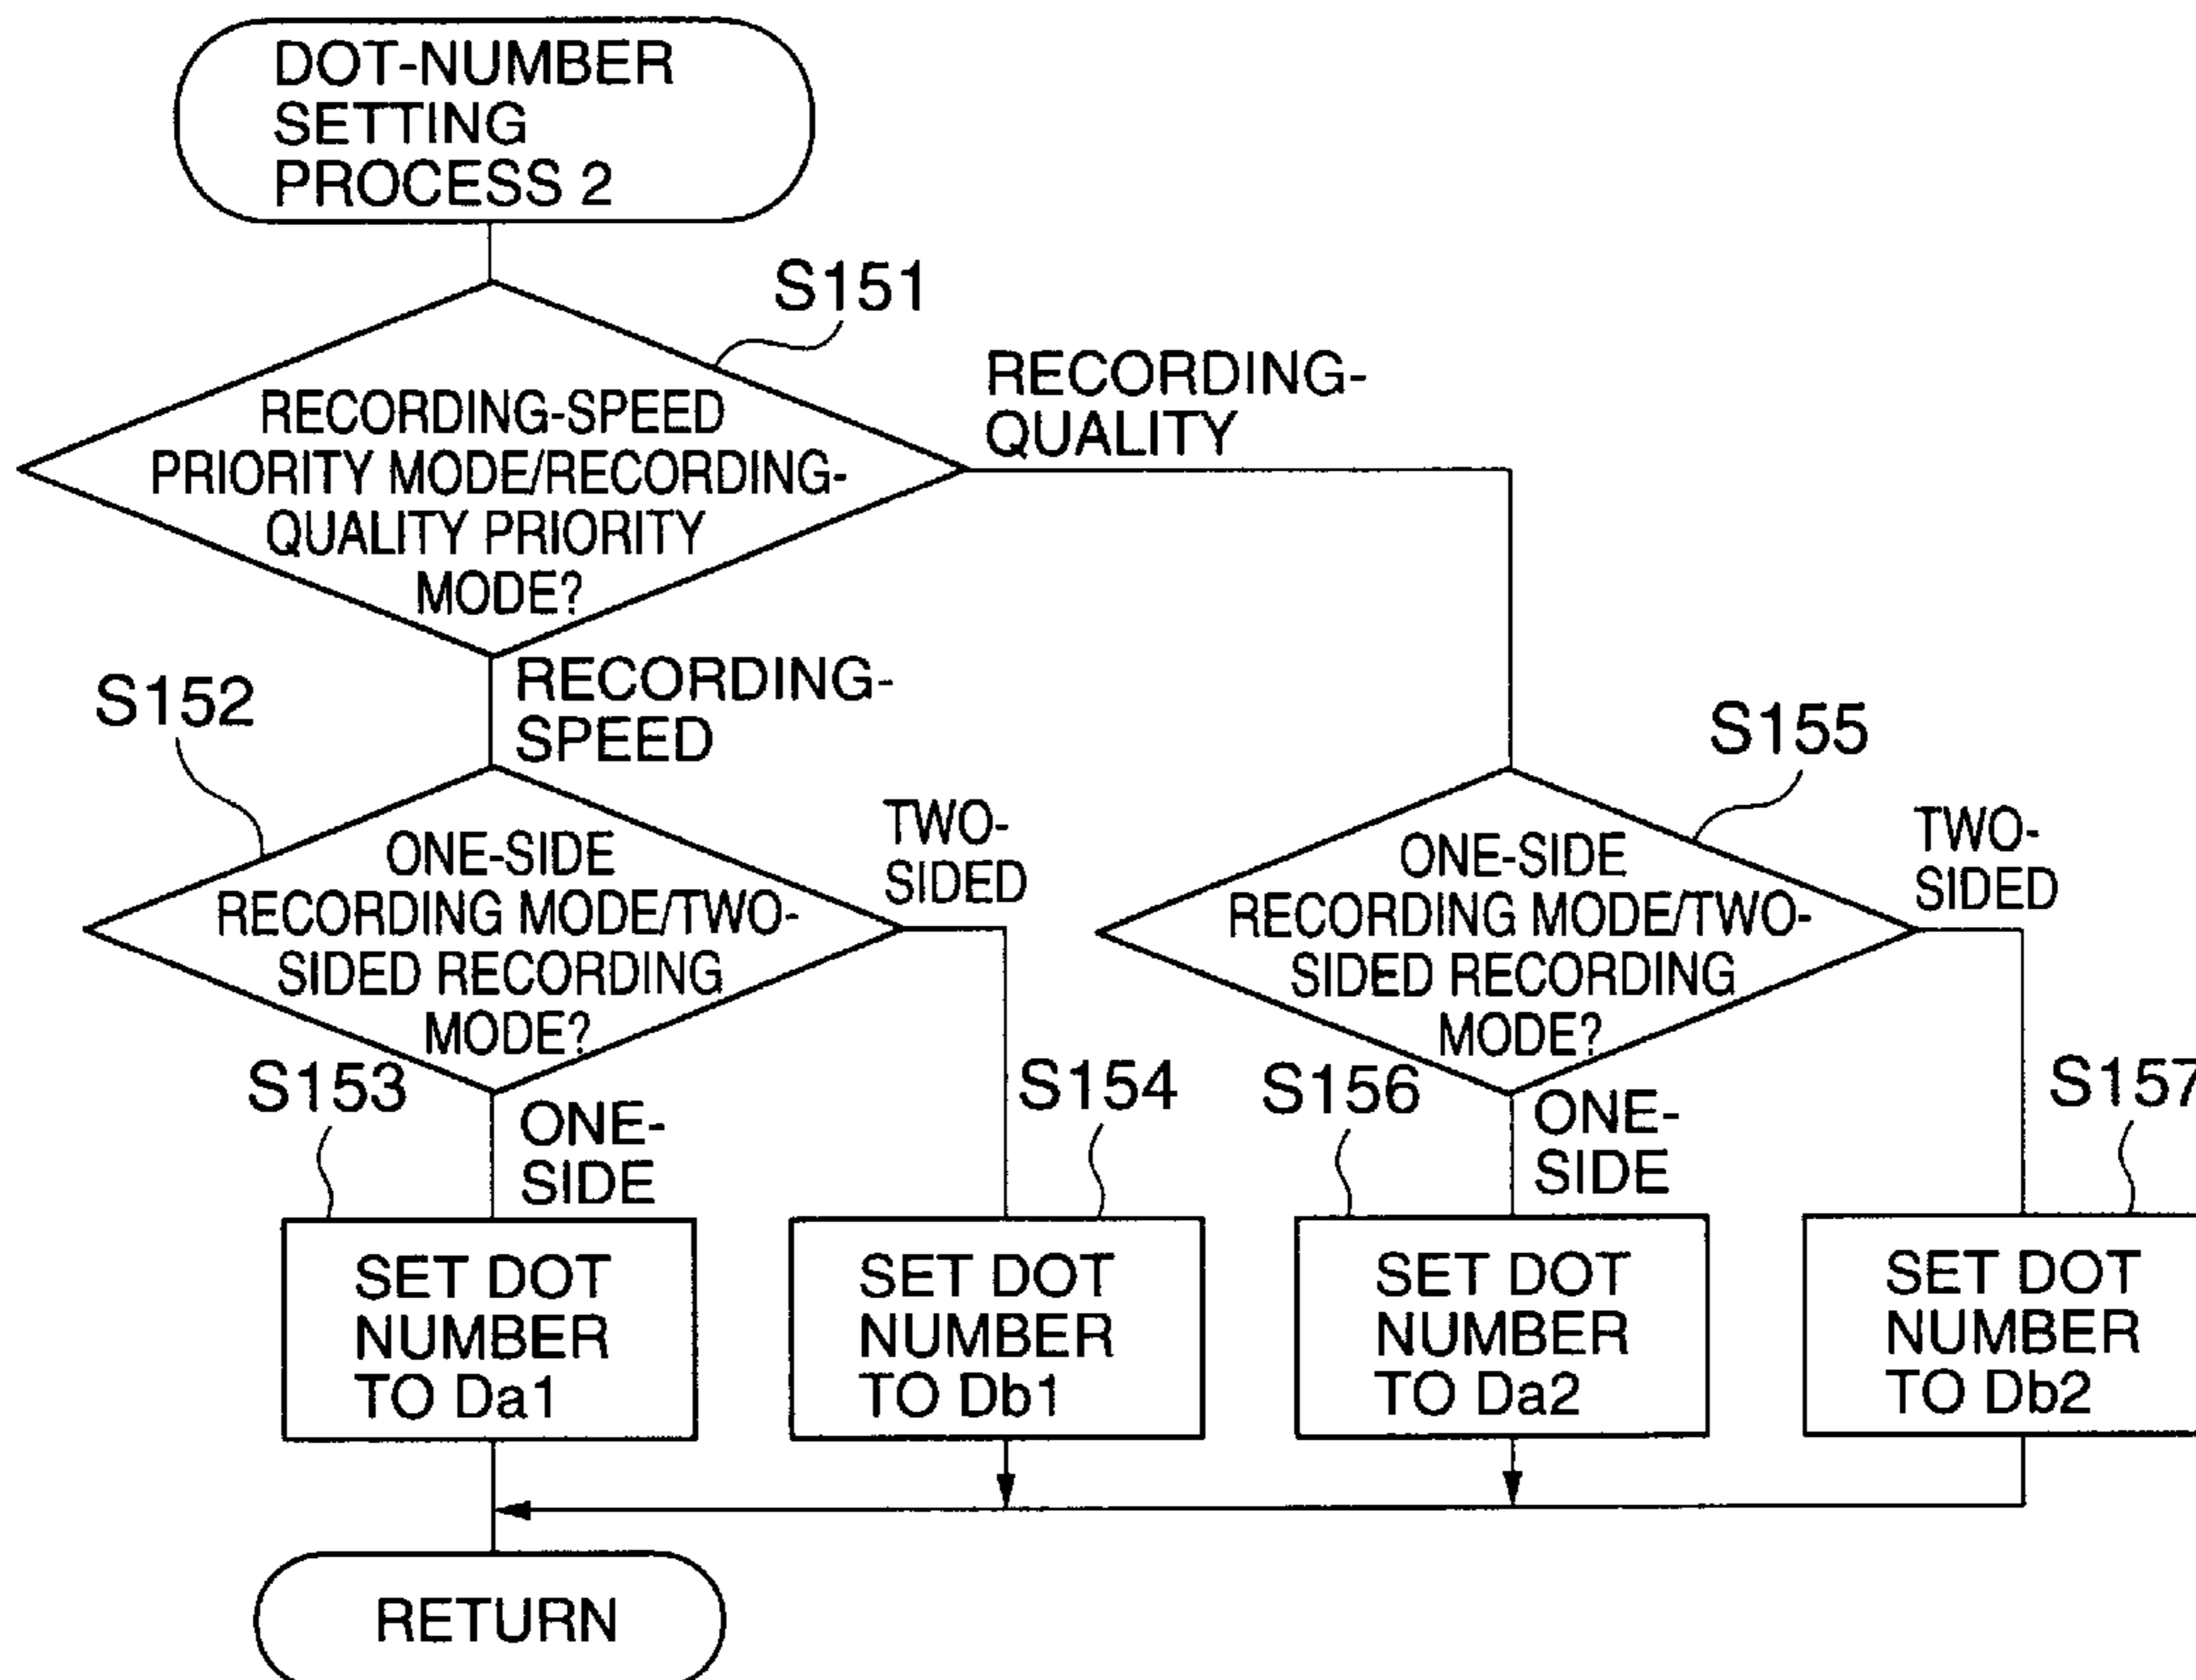 DOT-NUMBER
SETTING
PROCESS 2
S151
RECORDING-SPEED
PRIORITY MODE/RECORDING-
QUALITY PRIORITY
MODE?
RECORDING-
QUALITY
RECORDING-
SPEED
S152
ONE-SIDE
RECORDING MODE/TWO-
SIDED RECORDING
MODE?
TWO-
SIDED
S155
ONE-SIDE
RECORDING MODE/TWO-
SIDED RECORDING
MODE?
TWO-
SIDED
S153
ONE-
SIDE
S154
S156
ONE-
SIDE
S157
SET DOT
NUMBER
TO Da1
SET DOT
NUMBER
TO Db1
SET DOT
NUMBER
TO Da2
SET DOT
NUMBER
TO Db2
RETURN